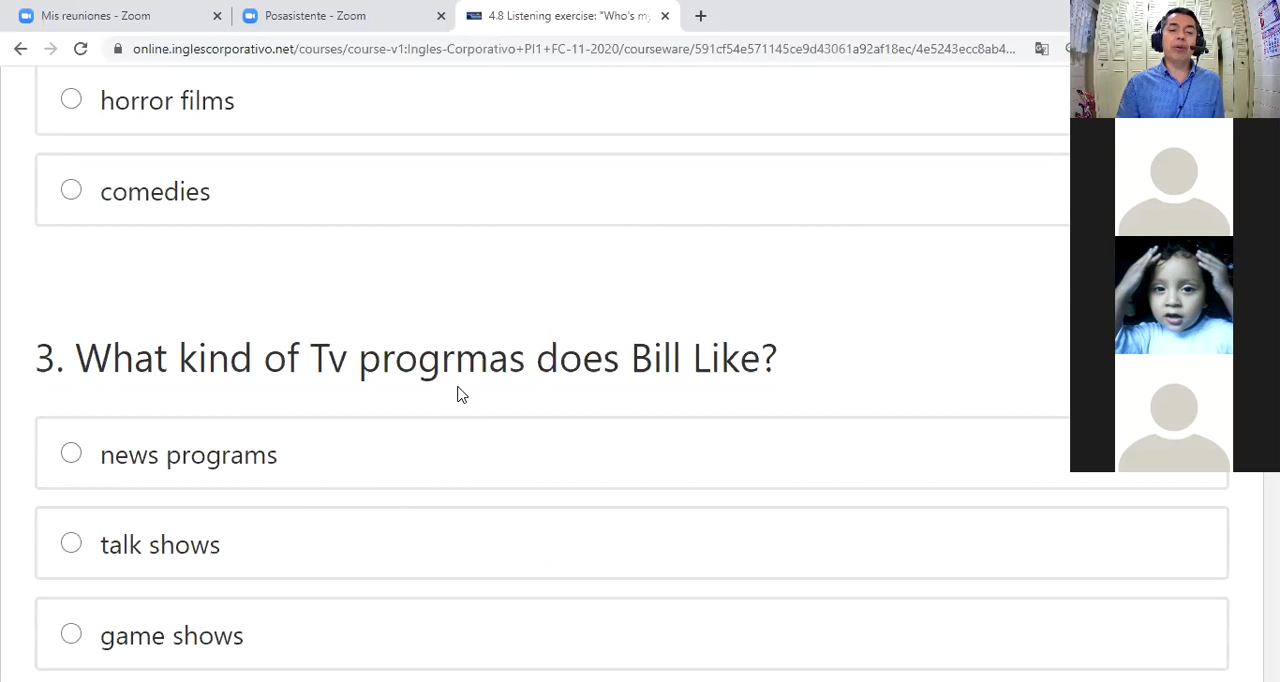 Mis reuniones - Zoom
Posasistente - Zoom
4.8 Listening exercise: "Who's my
online.inglescorporativo.net/courses/course-v1:Ingles-Corporativo+PI1+FC-11-2020/courseware/591cf54e571145ce9d43061a92af18ec/4e5243ecc8ab4...
horror films
comedies
3. What kind of Tv progrmas does Bill Like?
news programs
talk shows
game shows